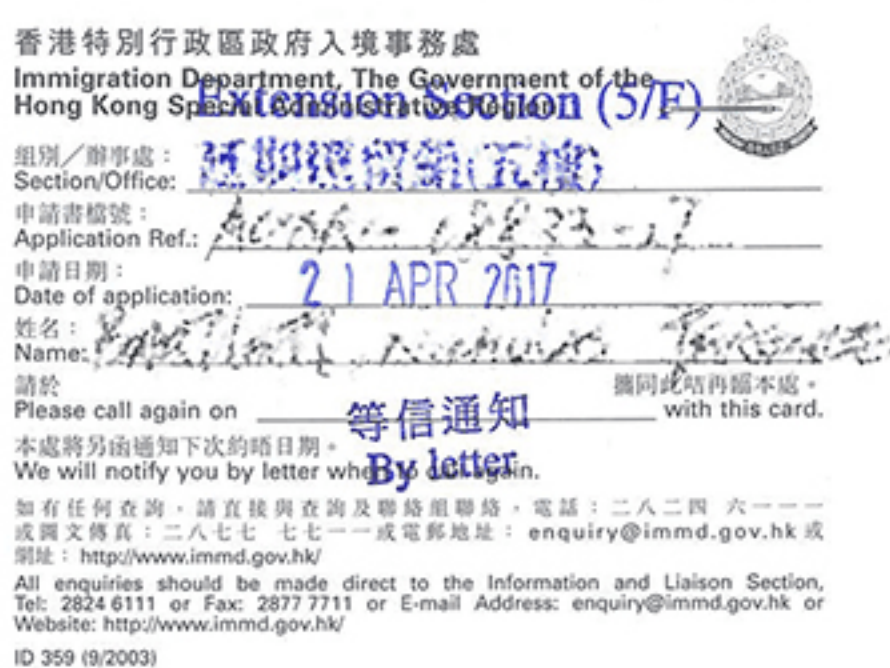 香港特別行政區政府入境事務處
Immigration Department, The Government of the
Hong Kong Special Administrative Region
Extension Section (5/F)
組別／辦事處：
Section/Office: 延期逗留組(五樓)
申請書檔號：
Application Ref.:
申請日期：
Date of application: 21 APR 2017
姓名：
Name:
請於 攜同此咭再臨本處。
Please call again on 等信通知 with this card.
本處將另函通知下次約晤日期。
We will notify you by letter when to call again.
By letter
如有任何查詢，請直接與查詢及聯絡組聯絡，電話：二八二四 六一一一
或圖文傳真：二八七七 七七一一或電郵地址：enquiry@immd.gov.hk 或
網址：http://www.immd.gov.hk/
All enquiries should be made direct to the Information and Liaison Section,
Tel: 2824 6111 or Fax: 2877 7711 or E-mail Address: enquiry@immd.gov.hk or
Website: http://www.immd.gov.hk/
ID 359 (9/2003)